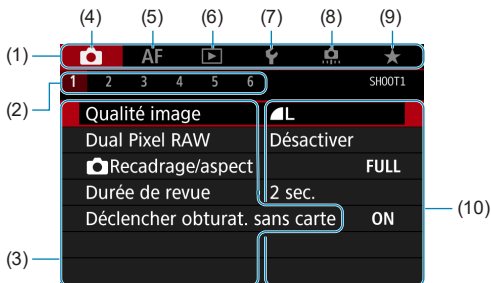 (4) (5) (6) (7) (8) (9)
(1) AF
(2) 1 2 3 4 5 6 SHOOT1
Qualité image L
Dual Pixel RAW Désactiver
Recadrage/aspect FULL
Durée de revue 2 sec.
(10)
Déclencher obturat. sans carte ON
(3)